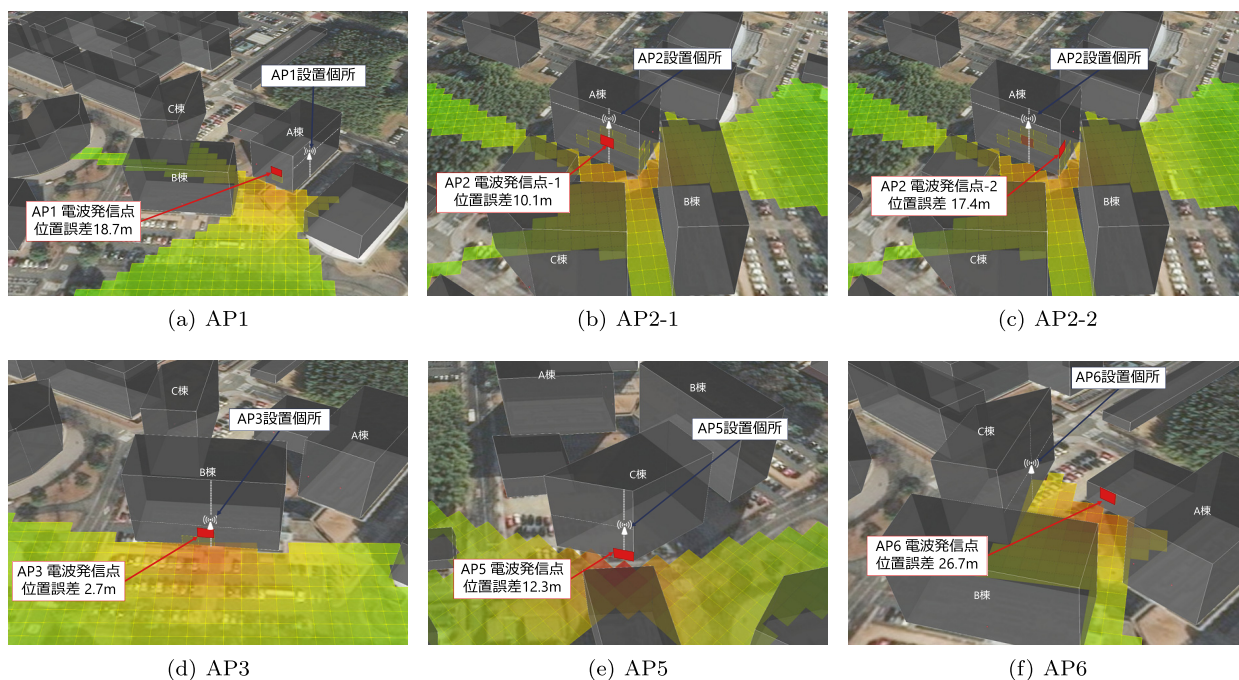 AP1設置個所
C棟
A棟
B棟
AP1 電波発信点
位置誤差18.7m
(a) AP1
AP2設置個所
A棟
AP2 電波発信点-1
位置誤差10.1m
B棟
C棟
(b) AP2-1
AP2設置個所
A棟
AP2 電波発信点-2
位置誤差 17.4m
B棟
C棟
(c) AP2-2
C棟
AP3設置個所
A棟
B棟
AP3 電波発信点
位置誤差 2.7m
(d) AP3
A棟
B棟
AP5設置個所
C棟
AP5 電波発信点
位置誤差12.3m
(e) AP5
AP6設置個所
C棟
A棟
AP6 電波発信点
位置誤差 26.7m
B棟
(f) AP6